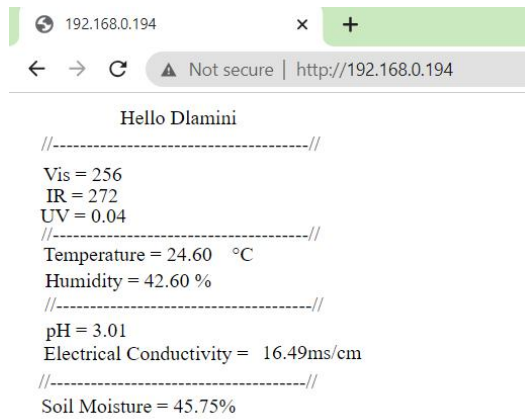 192.168.0.194
Not secure | http://192.168.0.194
Hello Dlamini
//--------------------------------------//
Vis = 256
IR = 272
UV = 0.04
//--------------------------------------//
Temperature = 24.60 °C
Humidity = 42.60 %
//--------------------------------------//
pH = 3.01
Electrical Conductivity = 16.49ms/cm
//--------------------------------------//
Soil Moisture = 45.75%